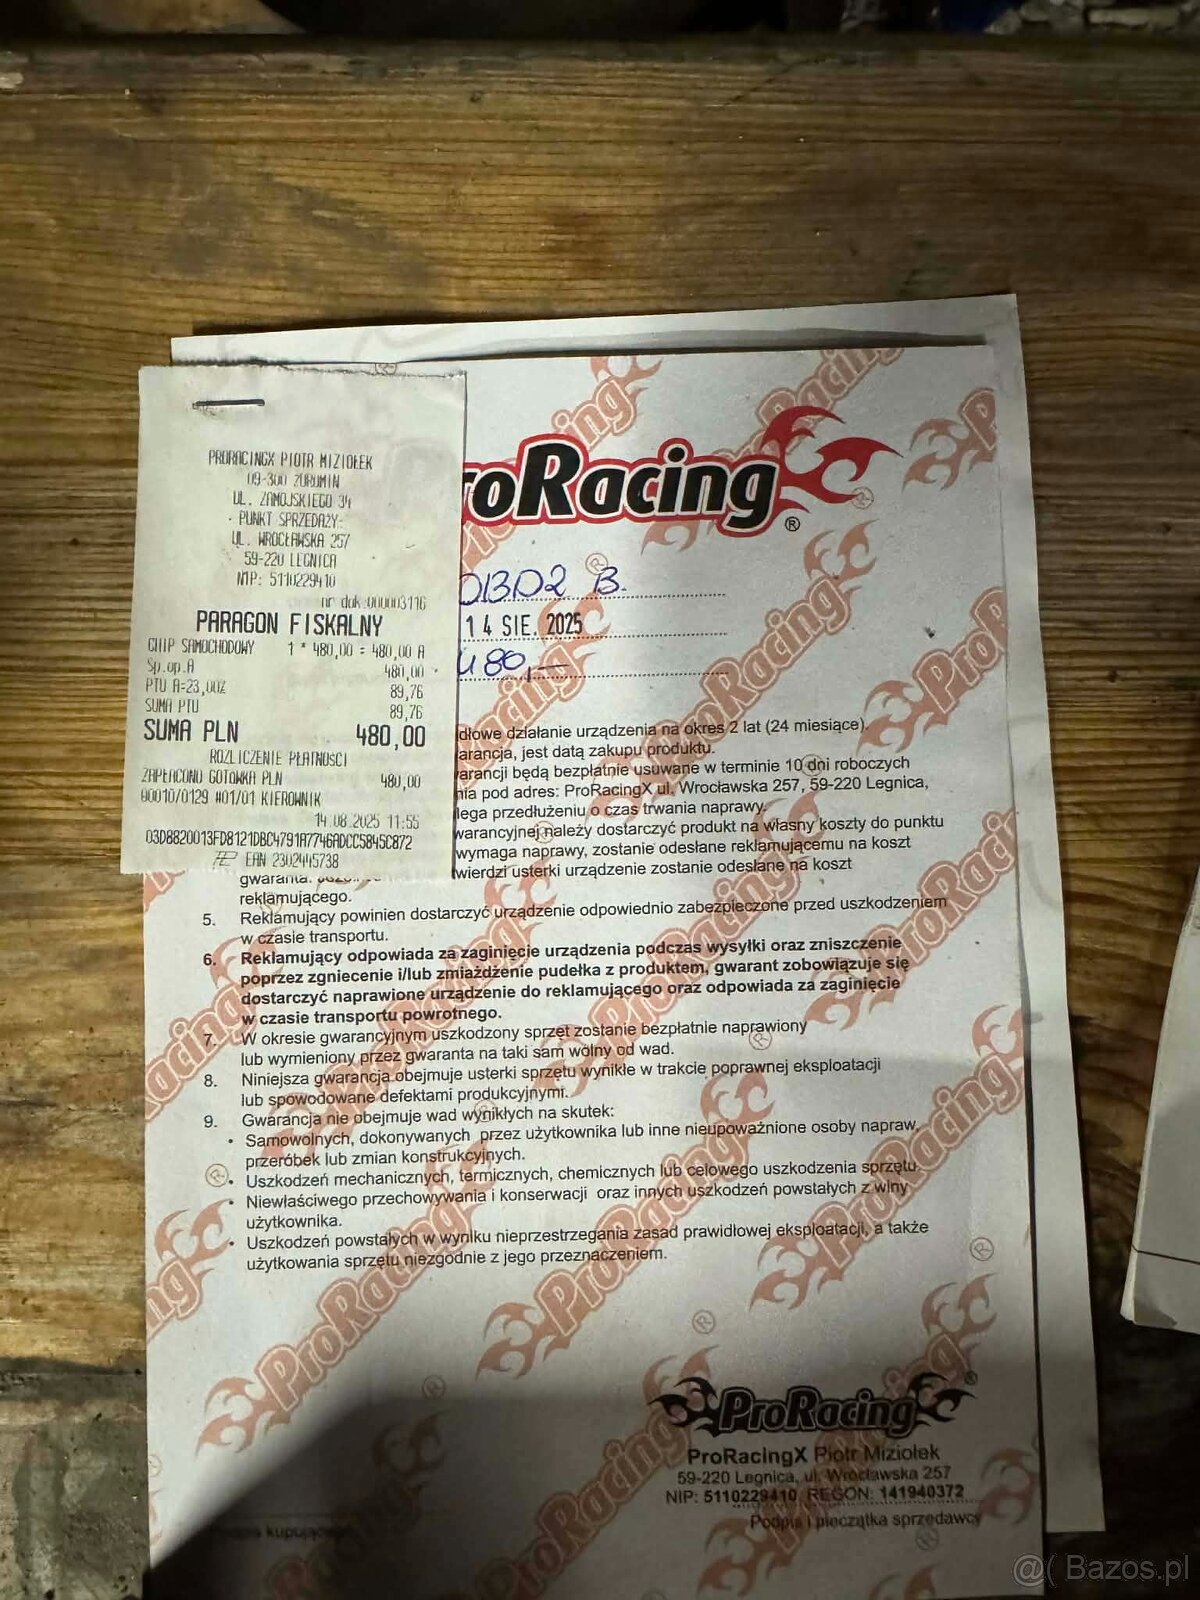 PRORACINGX PIOTR MIZIOŁEK
09-300 ŻUROMIN
UL. ZAMOJSKIEGO 34
PUNKT SPRZEDAŻY:
UL. WROCŁAWSKA 257
59-220 LEGNICA
NIP: 5110229410
nr dok.:000003116
PARAGON FISKALNY
CHIP SAMOCHODOWY 1 * 480,00 = 480,00 A
Sp.op.A 480,00
PTU A=23,00% 89,76
SUMA PTU 89,76
SUMA PLN 480,00
ROZLICZENIE PŁATNOŚCI
ZAPŁACONO GOTÓWKA PLN 480,00
00010/0129 #01/01 KIEROWNIK
14.08.2025 11:55
03D8820013FD8121DBC4791A7746ADCC5845C872
EAN 2302445738
roRacing ®
OBD2 B.
14 SIE. 2025
480,—
dłowe działanie urządzenia na okres 2 lat (24 miesiące).
arancja, jest datą zakupu produktu.
arancji będą bezpłatnie usuwane w terminie 10 dni roboczych
nia pod adres: ProRacingX ul. Wrocławska 257, 59-220 Legnica,
lega przedłużeniu o czas trwania naprawy.
warancyjnej należy dostarczyć produkt na własny koszty do punktu
wymaga naprawy, zostanie odesłane reklamującemu na koszt
gwaranta. wierdzi usterki urządzenie zostanie odesłane na koszt
reklamującego.
5. Reklamujący powinien dostarczyć urządzenie odpowiednio zabezpieczone przed uszkodzeniem
w czasie transportu.
6. Reklamujący odpowiada za zaginięcie urządzenia podczas wysyłki oraz zniszczenie
poprzez zgniecenie i/lub zmiażdżenie pudełka z produktem, gwarant zobowiązuje się
dostarczyć naprawione urządzenie do reklamującego oraz odpowiada za zaginięcie
w czasie transportu powrotnego.
7. W okresie gwarancyjnym uszkodzony sprzęt zostanie bezpłatnie naprawiony
lub wymieniony przez gwaranta na taki sam wolny od wad.
8. Niniejsza gwarancja obejmuje usterki sprzętu wynikłe w trakcie poprawnej eksploatacji
lub spowodowane defektami produkcyjnymi.
9. Gwarancja nie obejmuje wad wynikłych na skutek:
• Samowolnych, dokonywanych przez użytkownika lub inne nieupoważnione osoby napraw,
przeróbek lub zmian konstrukcyjnych.
• Uszkodzeń mechanicznych, termicznych, chemicznych lub celowego uszkodzenia sprzętu.
• Niewłaściwego przechowywania i konserwacji oraz innych uszkodzeń powstałych z winy
użytkownika.
• Uszkodzeń powstałych w wyniku nieprzestrzegania zasad prawidłowej eksploatacji, a także
użytkowania sprzętu niezgodnie z jego przeznaczeniem.
ProRacing ®
ProRacingX Piotr Miziołek
59-220 Legnica, ul. Wrocławska 257
NIP: 5110229410, REGON: 141940372
Podpis i pieczątka sprzedawcy
kupującego
@( Bazos.pl